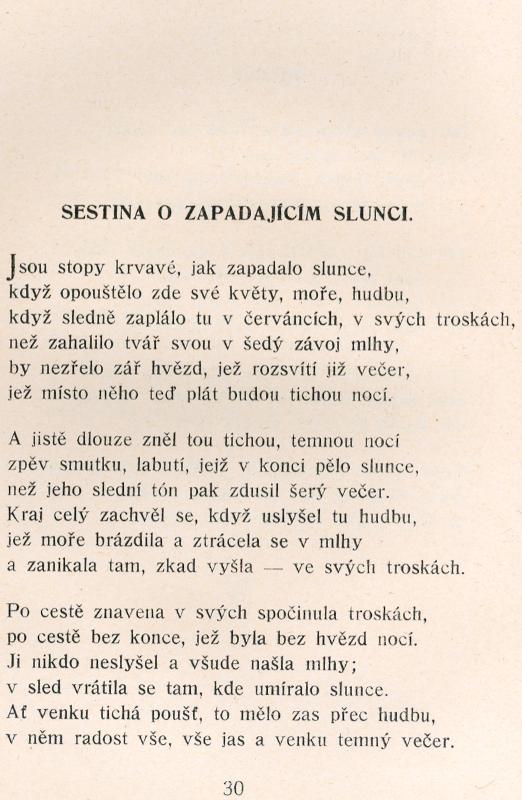 SESTINA O ZAPADAJÍCÍM SLUNCI.
Jsou stopy krvavé, jak zapadalo slunce,
když opouštělo zde své květy, moře, hudbu,
když sledně zaplálo tu v červáncích, v svých troskách,
než zahalilo tvář svou v šedý závoj mlhy,
by nezřelo zář hvězd, jež rozsvítí již večer,
jež místo něho teď plát budou tichou nocí.
A jistě dlouze zněl tou tichou, temnou nocí
zpěv smutku, labutí, jejž v konci pělo slunce,
než jeho slední tón pak zdusil šerý večer.
Kraj celý zachvěl se, když uslyšel tu hudbu,
jež moře brázdila a ztrácela se v mlhy
a zanikala tam, zkad vyšla — ve svých troskách.
Po cestě znavena v svých spočinula troskách,
po cestě bez konce, jež byla bez hvězd nocí.
Ji nikdo neslyšel a všude našla mlhy;
v sled vrátila se tam, kde umíralo slunce.
Ať venku tichá poušť, to mělo zas přec hudbu,
v něm radost vše, vše jas a venku temný večer.
30